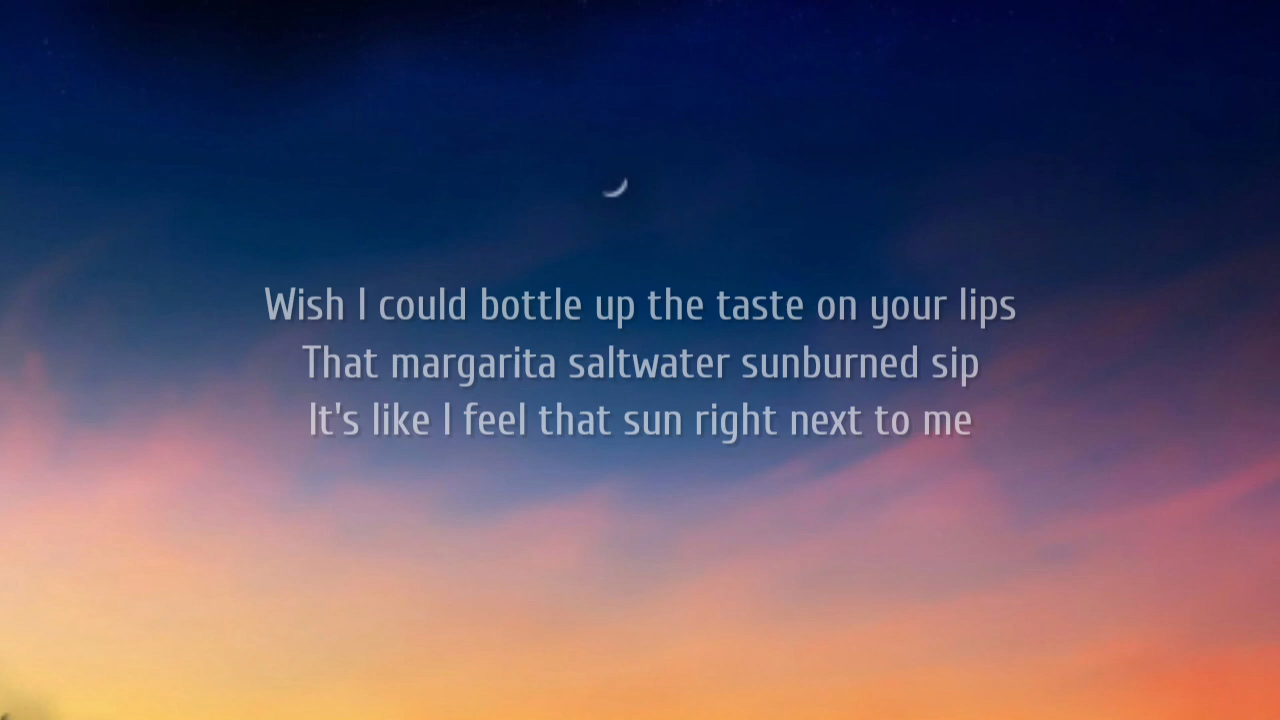 Wish I could bottle up the taste on your lips
That margarita saltwater sunburned sip
It's like I feel that sun right next to me